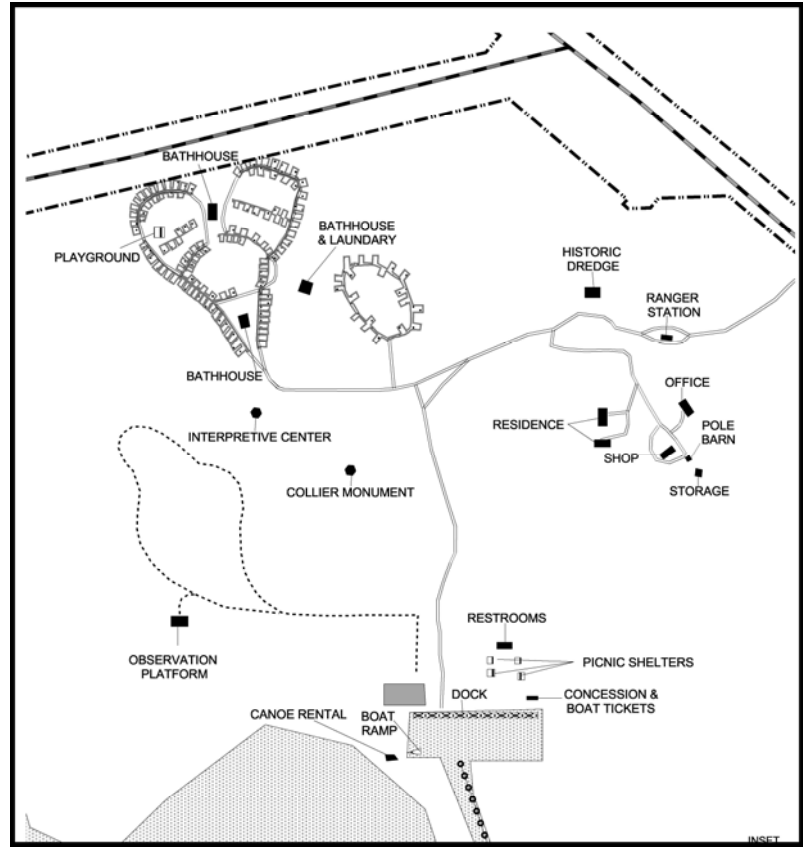 BATHHOUSE
PLAYGROUND
BATHHOUSE
& LAUNDARY
HISTORIC
DREDGE
RANGER
STATION
BATHHOUSE
OFFICE
INTERPRETIVE CENTER
RESIDENCE
POLE
BARN
SHOP
COLLIER MONUMENT
STORAGE
RESTROOMS
OBSERVATION
PLATFORM
PICNIC SHELTERS
DOCK
CONCESSION &
BOAT TICKETS
CANOE RENTAL
BOAT
RAMP
INSET